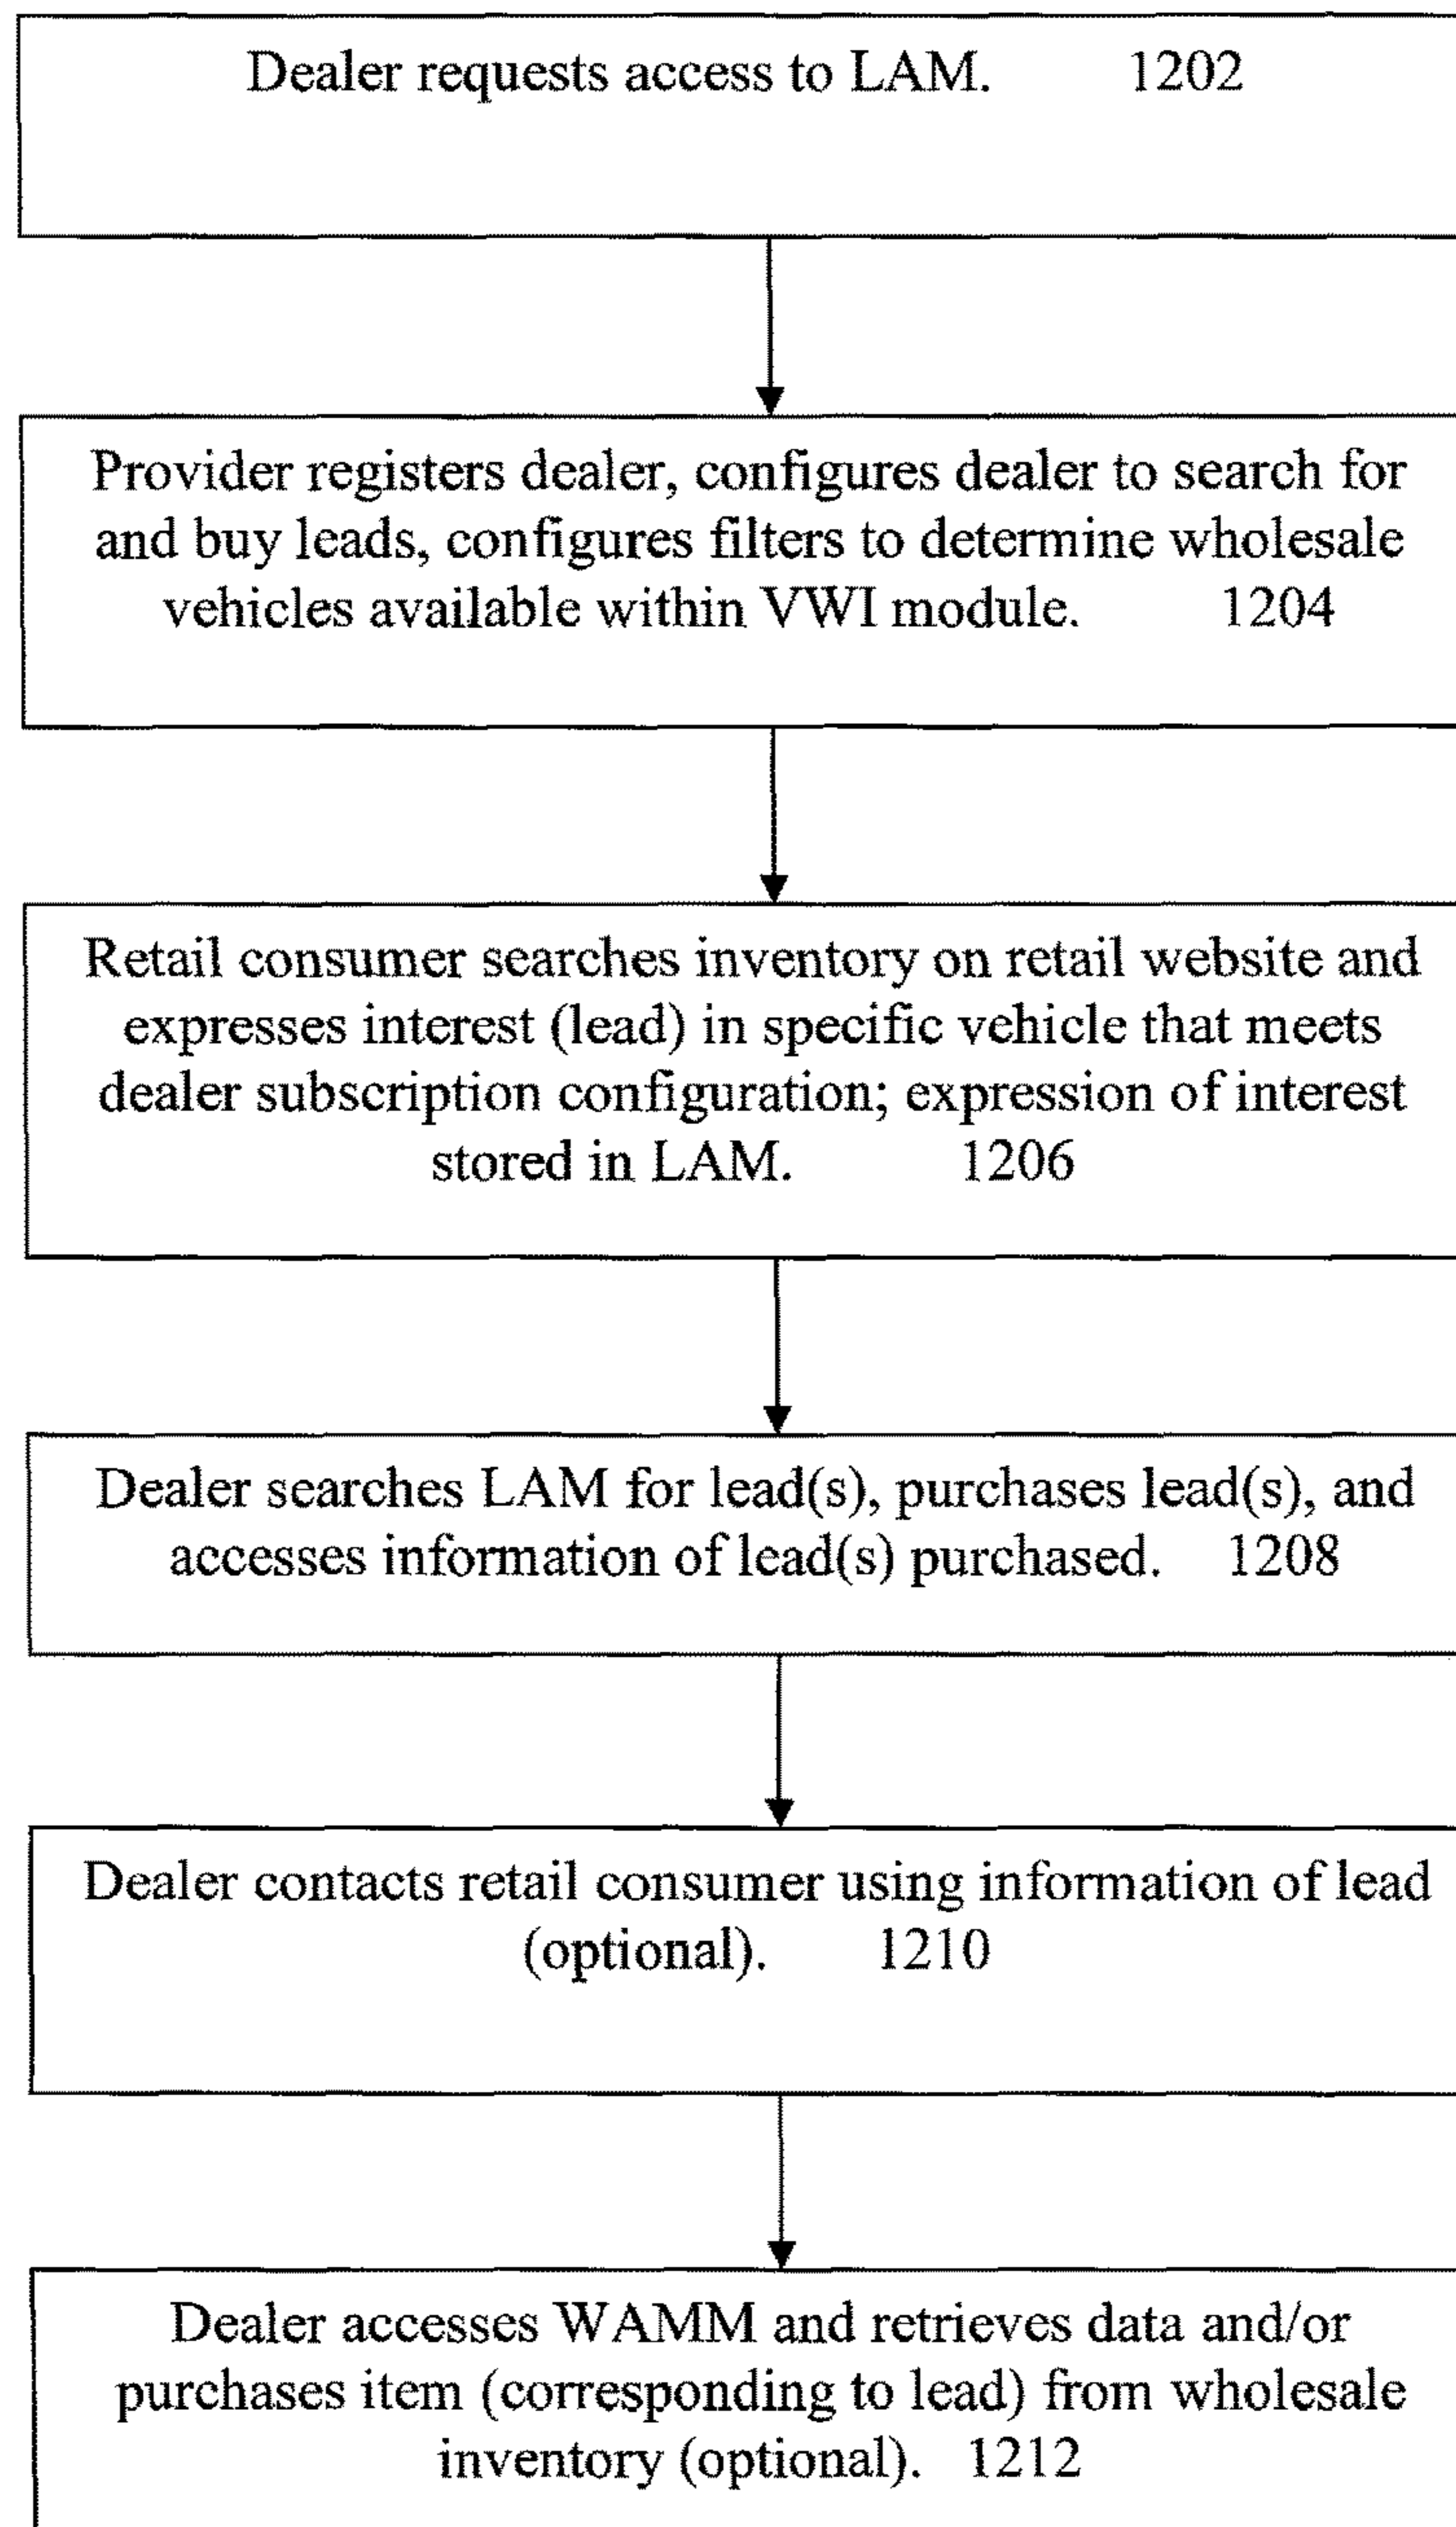 Dealer requests access to LAM. 1202
Provider registers dealer, configures dealer to search for
and buy leads, configures filters to determine wholesale
vehicles available within VWI module. 1204
Retail consumer searches inventory on retail website and
expresses interest (lead) in specific vehicle that meets
dealer subscription configuration; expression of interest
stored in LAM. 1206
Dealer searches LAM for lead(s), purchases lead(s), and
accesses information of lead(s) purchased. 1208
Dealer contacts retail consumer using information of lead
(optional). 1210
Dealer accesses WAMM and retrieves data and/or
purchases item (corresponding to lead) from wholesale
inventory (optional). 1212